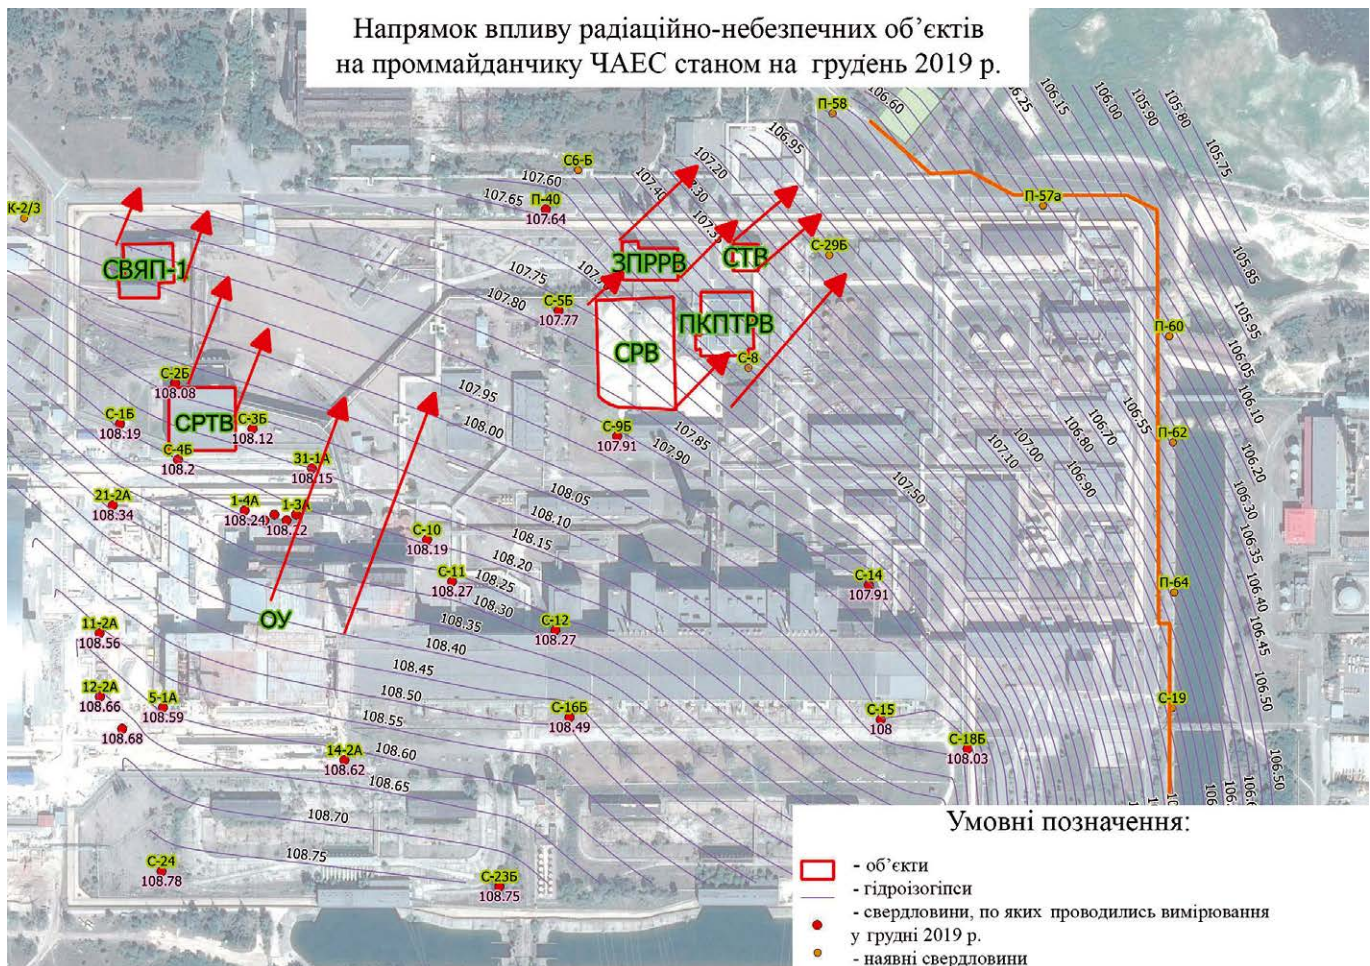 Напрямок впливу радіаційно-небезпечних об’єктів
на проммайданчику ЧАЕС станом на грудень 2019 р.
П-58
106.60
106.25
106.15
106.00
105.90
105.80
105.75
106.95
С6-Б
107.60
107.20
107.30
107.40
107.65
П-40
107.64
К-2/3
П-57а
107.35
СВЯП-1
ЗПРРВ
СТВ
С-29Б
105.85
107.75
107.80
С-5Б
107.77
ПКПТРВ
СРВ
С-8
П-60
105.95
106.05
106.10
С-2Б
108.08
107.95
108.00
С-1Б
108.19
СРТВ
С-3Б
108.12
С-4Б
108.2
С-9Б
107.91
107.85
107.90
106.55
106.70
106.80
107.00
107.10
106.90
П-62
106.20
31-1А
108.15
21-2А
108.34
1-4А
108.24
1-3А
108.22
108.05
108.10
108.15
107.50
106.30
106.35
С-10
108.19
108.20
С-11
108.27
108.25
108.30
С-14
107.91
П-64
106.40
106.45
ОУ
108.35
108.40
С-12
108.27
11-2А
108.56
108.45
108.50
106.50
12-2А
108.66
5-1А
108.59
С-16Б
108.49
С-15
108
С-19
108.68
108.55
108.60
С-18Б
108.03
14-2А
108.62
108.65
106.50
108.70
108.75
С-24
108.78
С-23Б
108.75
Умовні позначення:
- об’єкти
- гідроізогіпси
- свердловини, по яких проводились вимірювання
у грудні 2019 р.
- наявні свердловини